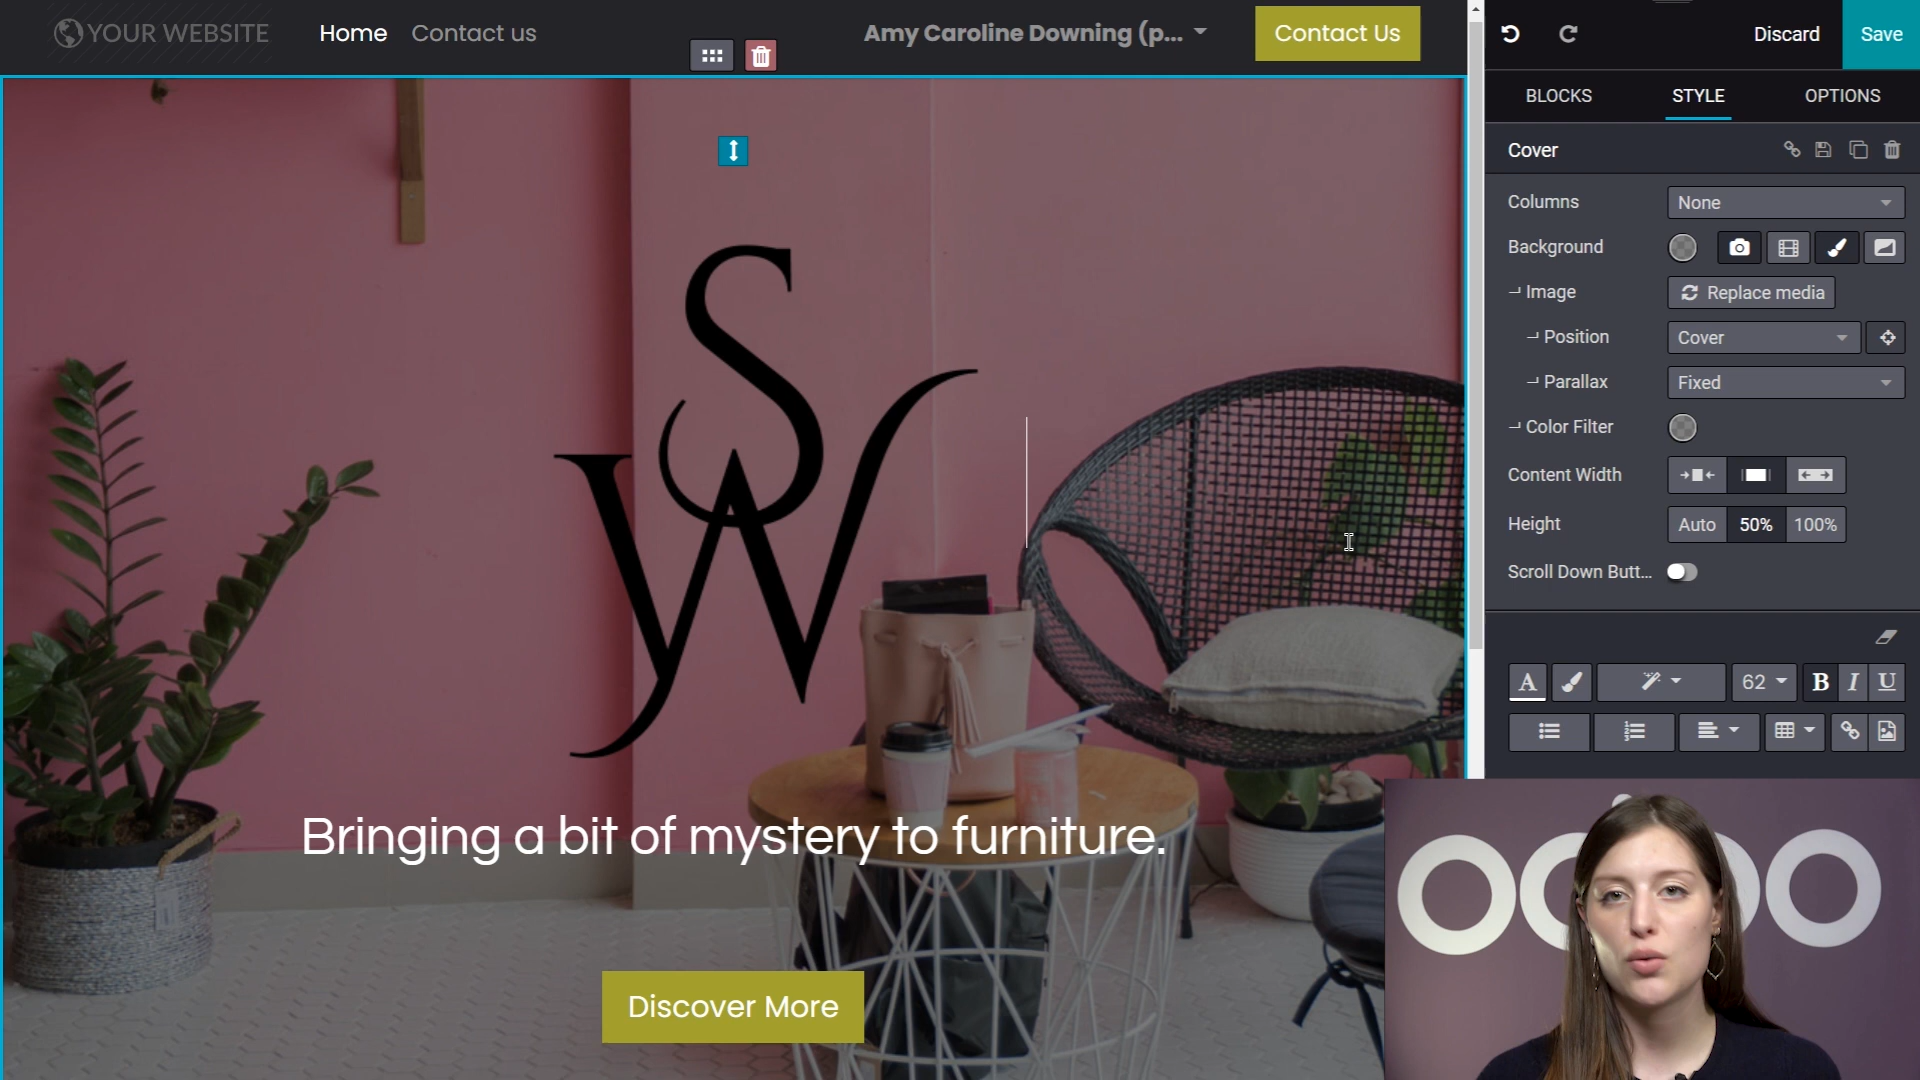 YOUR WEBSITE
Home
Contact us
Amy Caroline Downing (p...
Contact Us
Discard
Save
BLOCKS
STYLE
OPTIONS
Cover
Columns
None
Background
Image
Replace media
Position
Cover
Parallax
Fixed
Color Filter
Content Width
Height
Auto
50%
100%
Scroll Down Butt...
A
62
B
I
U
SW
Bringing a bit of mystery to furniture.
Discover More